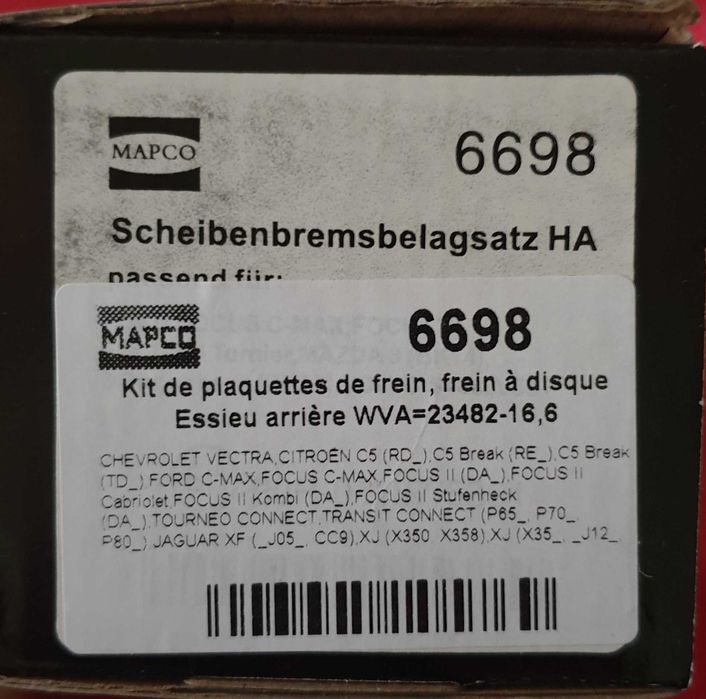 MAPCO
6698
Scheibenbremsbelagsatz HA
passend für:
MAPCO
6698
Kit de plaquettes de frein, frein à disque
Essieu arrière WVA=23482-16,6
CHEVROLET VECTRA,CITROËN C5 (RD_),C5 Break (RE_),C5 Break
(TD_),FORD C-MAX,FOCUS C-MAX,FOCUS II (DA_),FOCUS II
Cabriolet,FOCUS II Kombi (DA_),FOCUS II Stufenheck
(DA_),TOURNEO CONNECT,TRANSIT CONNECT (P65_, P70_,
P80_),JAGUAR XF (_J05_, CC9),XJ (X350, X358),XJ (X35_, _J12_,